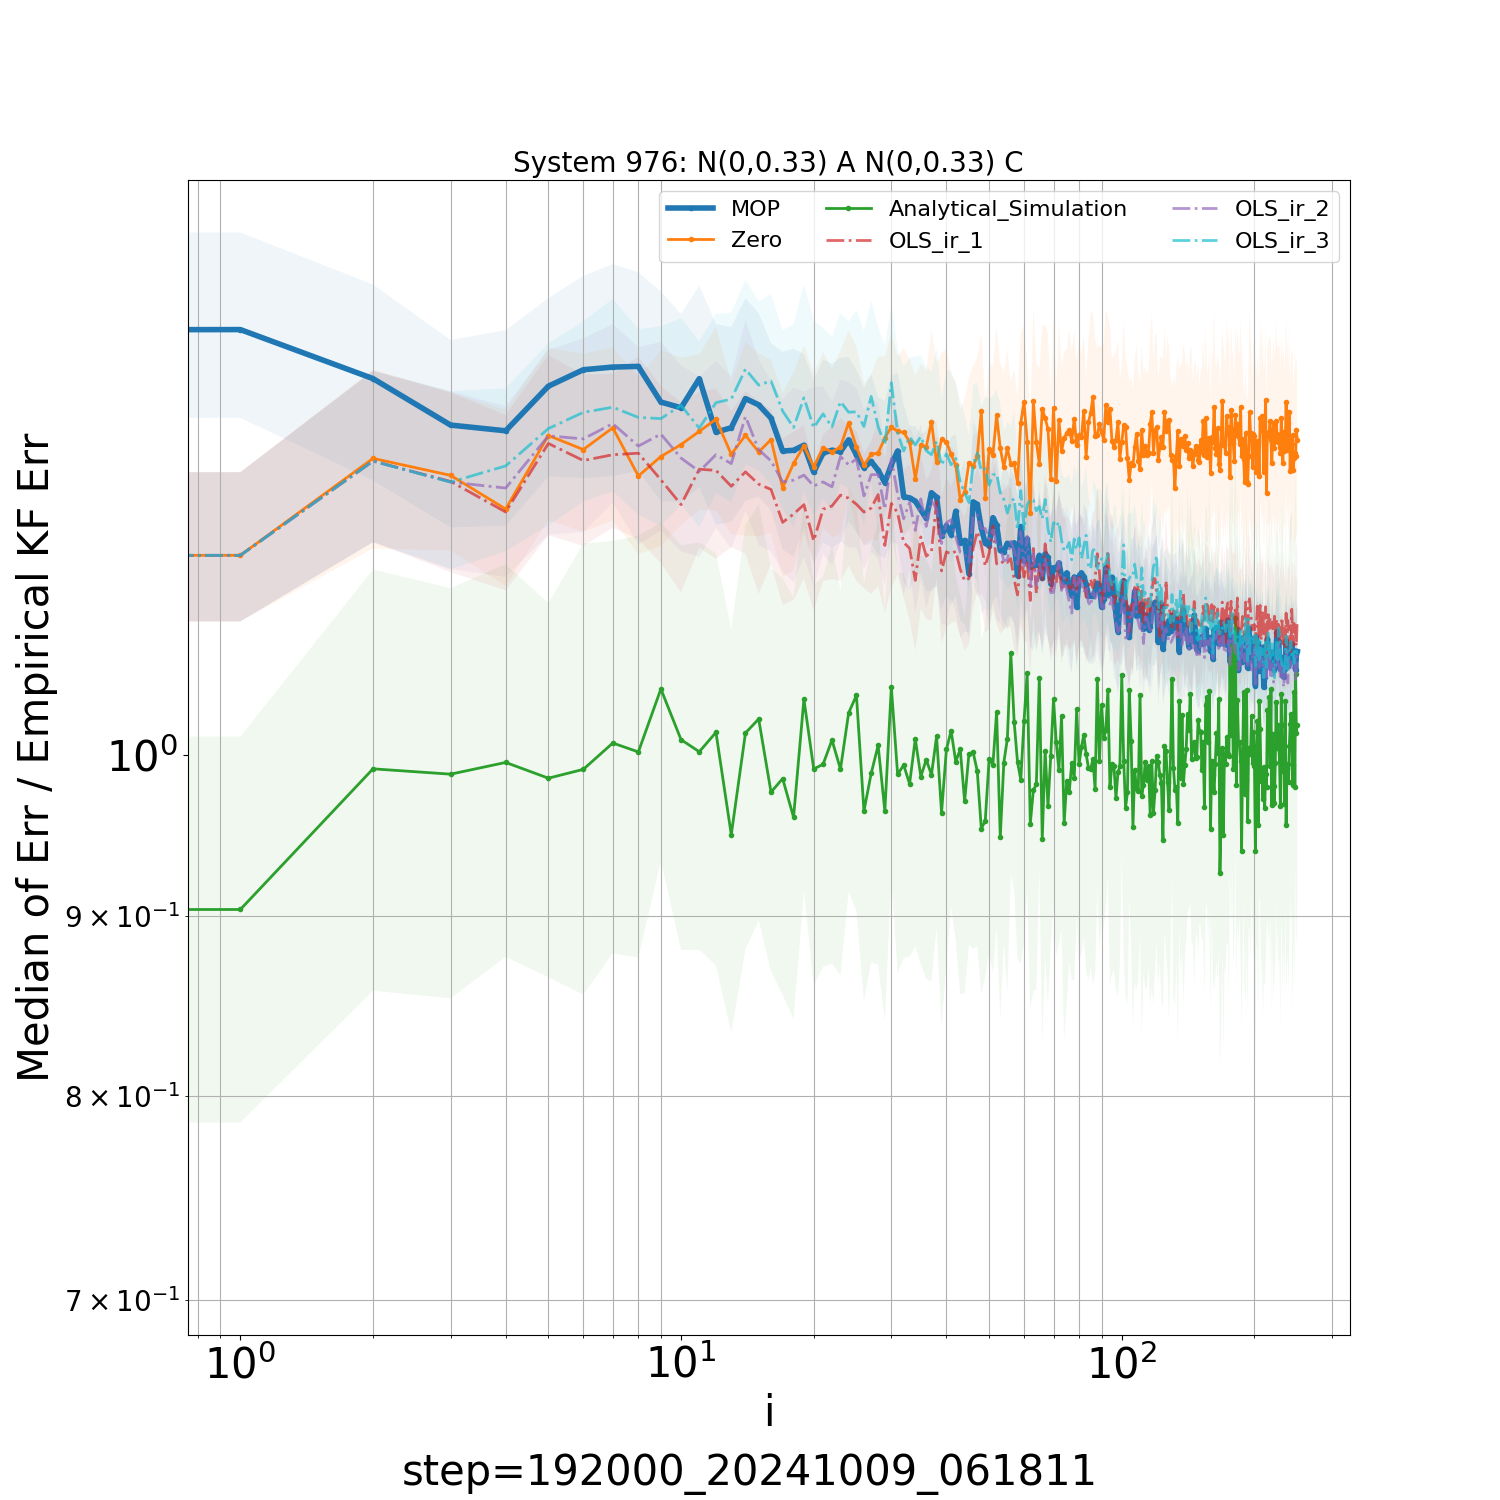 System 976: N(0,0.33) A N(0,0.33) C
MOP
Zero
Analytical_Simulation
OLS_ir_1
OLS_ir_2
OLS_ir_3
Median of Err / Empirical KF Err
10⁰
9 × 10⁻¹
8 × 10⁻¹
7 × 10⁻¹
10⁰ 10¹ 10²
i
step=192000_20241009_061811